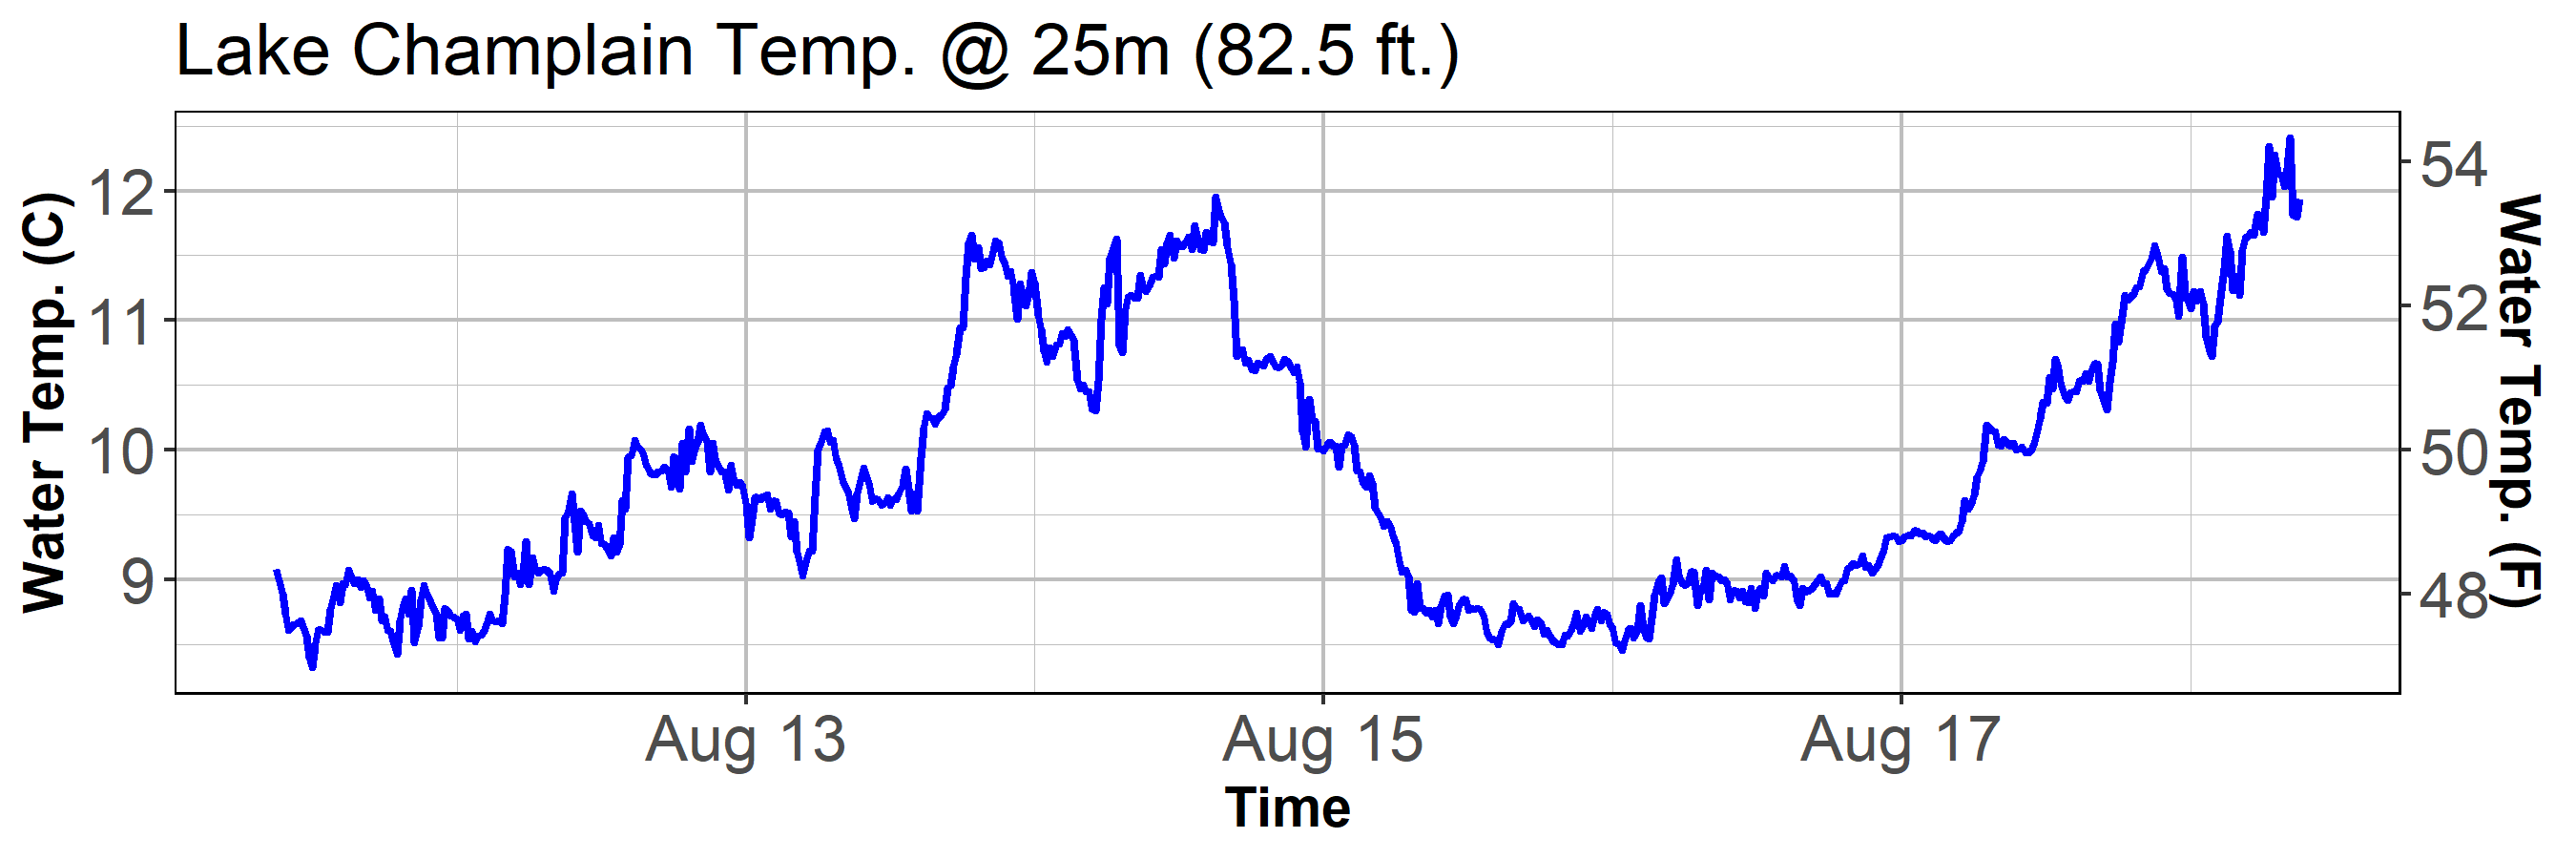 Lake Champlain Temp. @ 25m (82.5 ft.)
Water Temp. (C)
12
11
10
9
54
52
50
48
Water Temp. (F)
Aug 13
Aug 15
Aug 17
Time